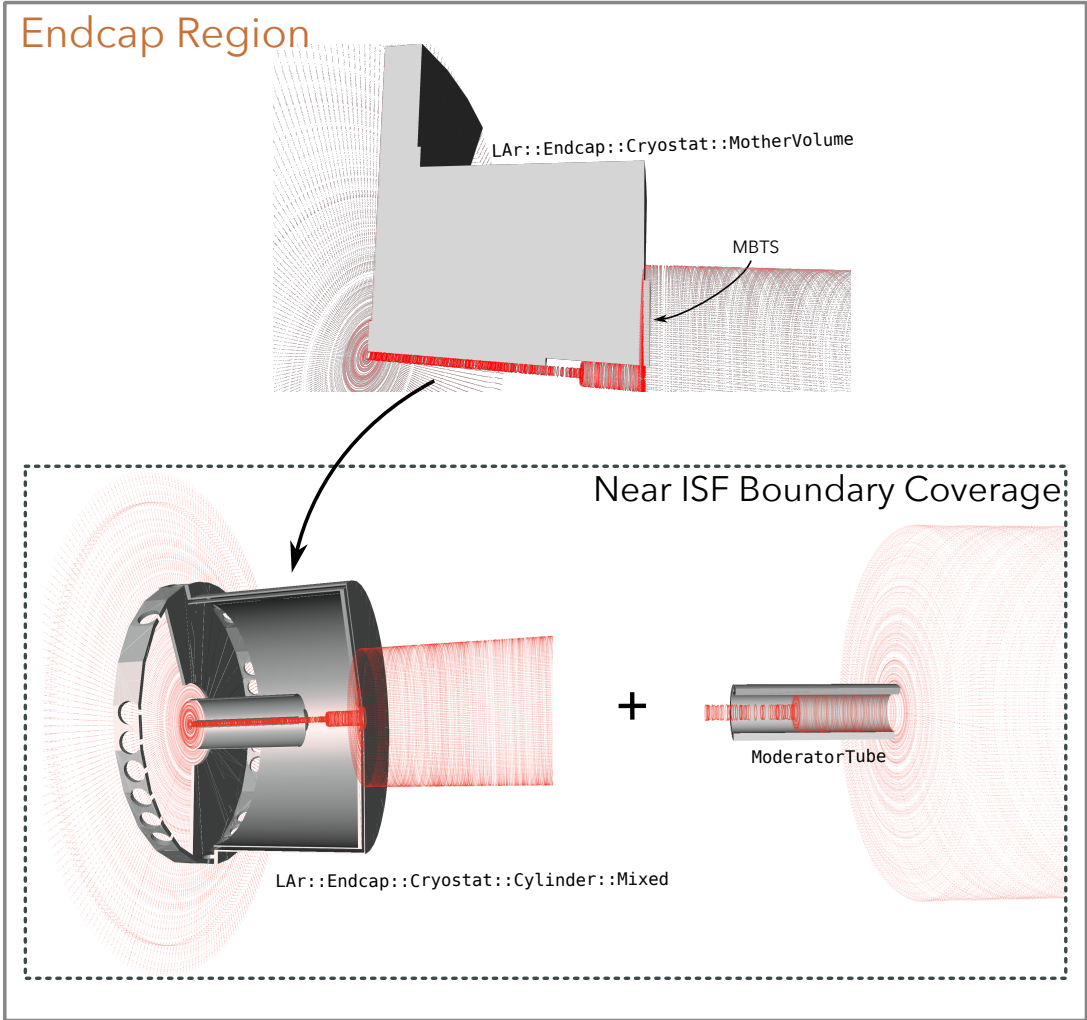 Endcap Region
LAr::Endcap::Cryostat::MotherVolume
MBTS
Near ISF Boundary Coverage
+
ModeratorTube
LAr::Endcap::Cryostat::Cylinder::Mixed